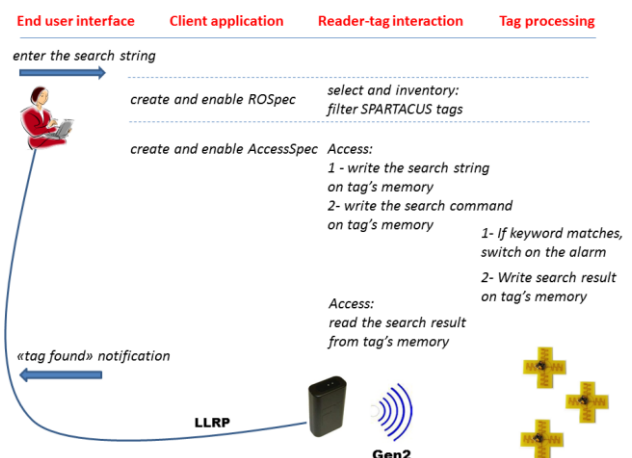 End user interface Client application Reader-tag interaction Tag processing
enter the search string
create and enable ROSpec
select and inventory:
filter SPARTACUS tags
create and enable AccessSpec
Access:
1 - write the search string
on tag's memory
2- write the search command
on tag's memory
1- If keyword matches,
switch on the alarm
2- Write search result
on tag's memory
Access:
read the search result
from tag's memory
«tag found» notification
LLRP
Gen2